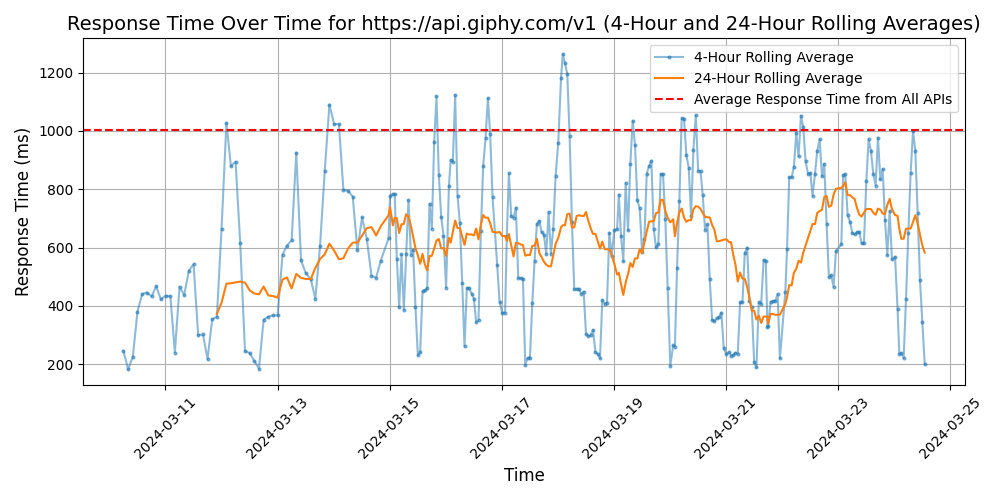 Response Time Over Time for https://api.giphy.com/v1 (4-Hour and 24-Hour Rolling Averages)
4-Hour Rolling Average
24-Hour Rolling Average
Average Response Time from All APIs
Response Time (ms)
1200
1000
800
600
400
200
2024-03-11
2024-03-13
2024-03-15
2024-03-17
2024-03-19
2024-03-21
2024-03-23
2024-03-25
Time